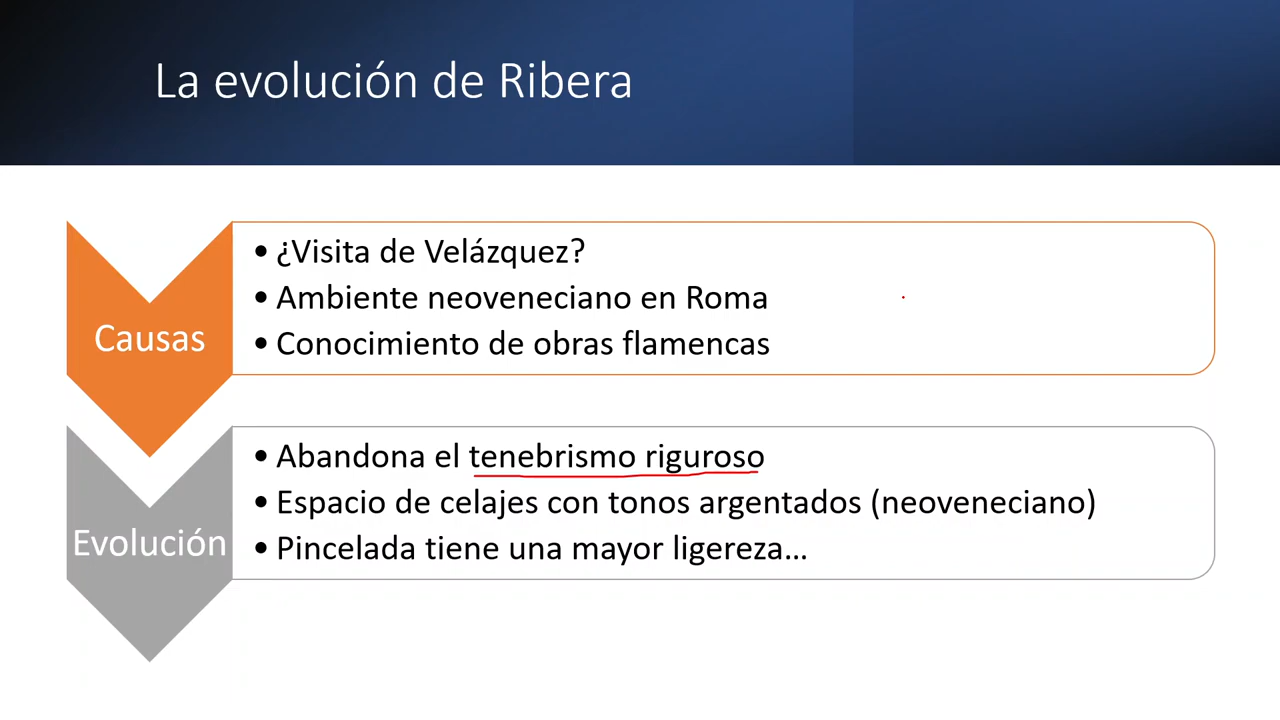 La evolución de Ribera
Causas
• ¿Visita de Velázquez?
• Ambiente neoveneciano en Roma
• Conocimiento de obras flamencas
Evolución
• Abandona el tenebrismo riguroso
• Espacio de celajes con tonos argentados (neoveneciano)
• Pincelada tiene una mayor ligereza...